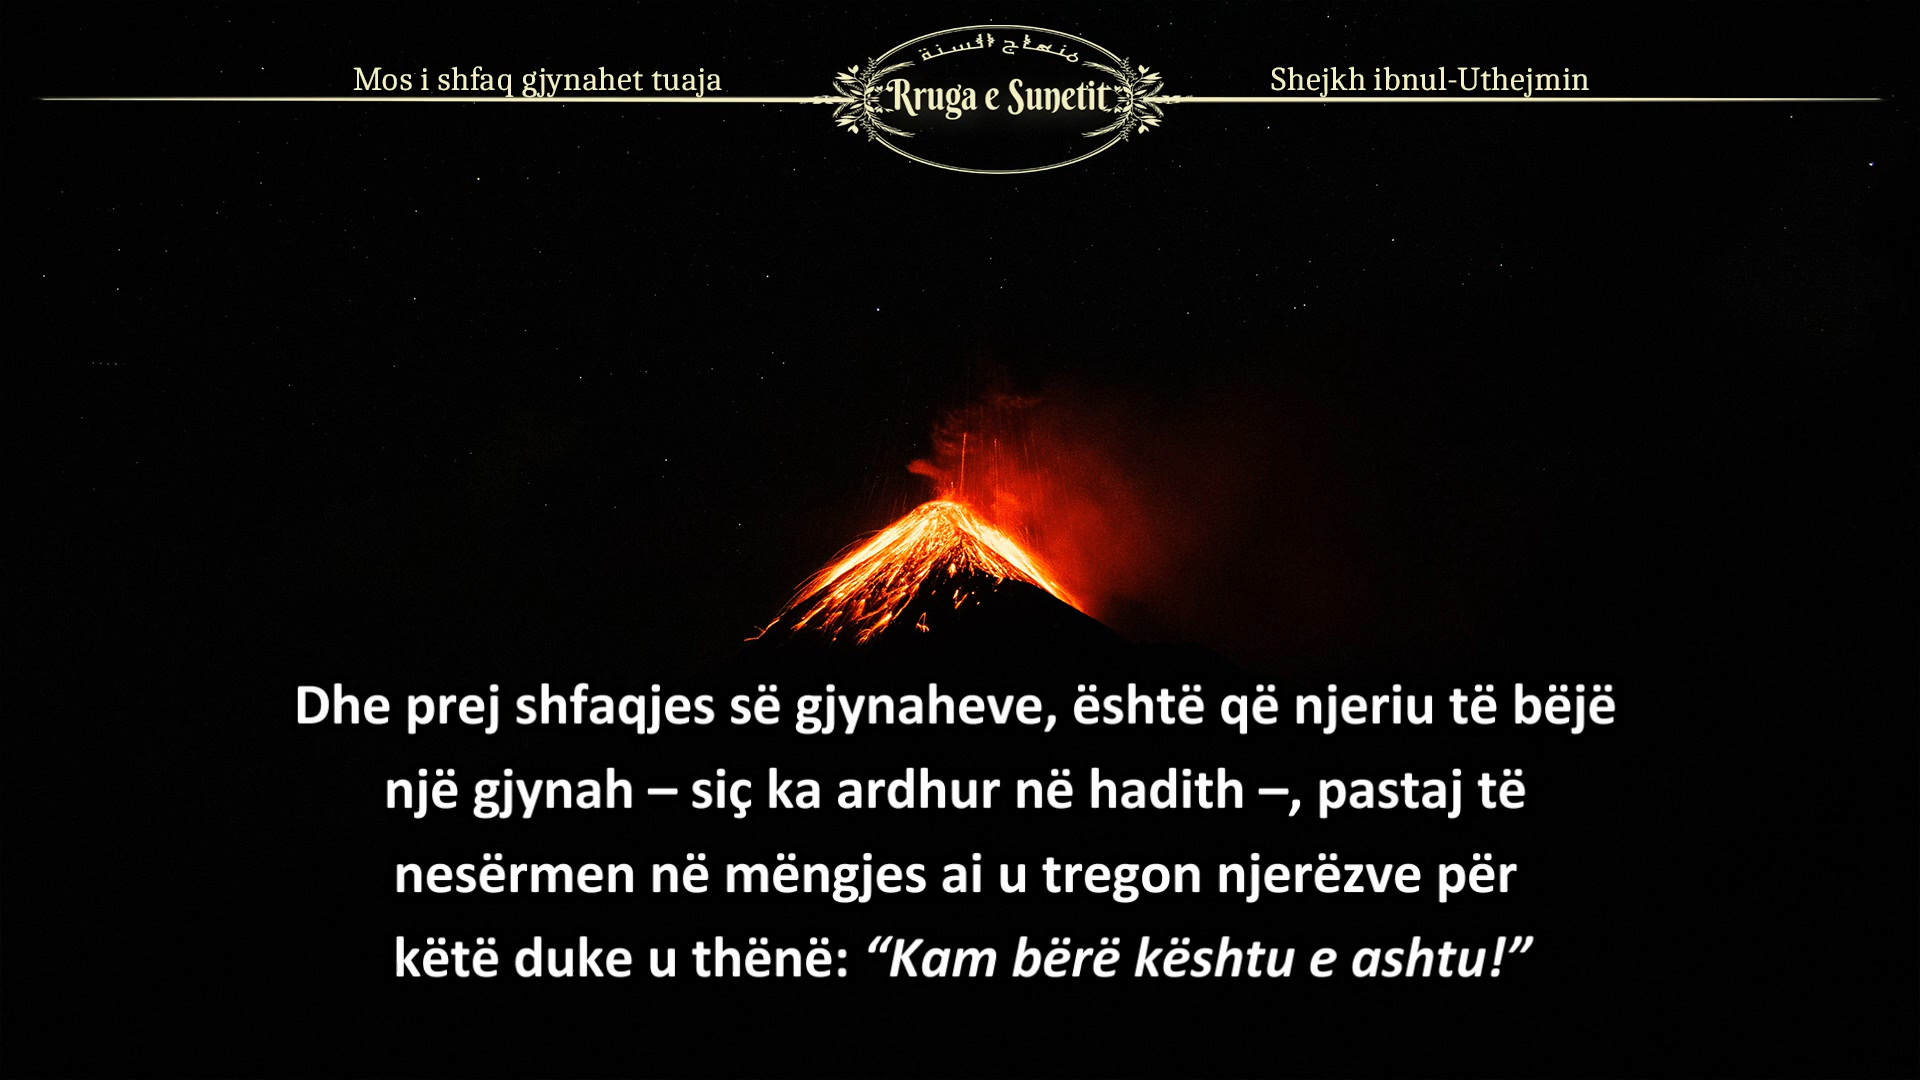 Mos i shfaq gjynahet tuaja
منهاج السنة
Rruga e Sunetit
Shejkh ibnul-Uthejmin
Dhe prej shfaqjes së gjynaheve, është që njeriu të bëjë
një gjynah – siç ka ardhur në hadith –, pastaj të
nesërmen në mëngjes ai u tregon njerëzve për
këtë duke u thënë: “Kam bërë kështu e ashtu!”